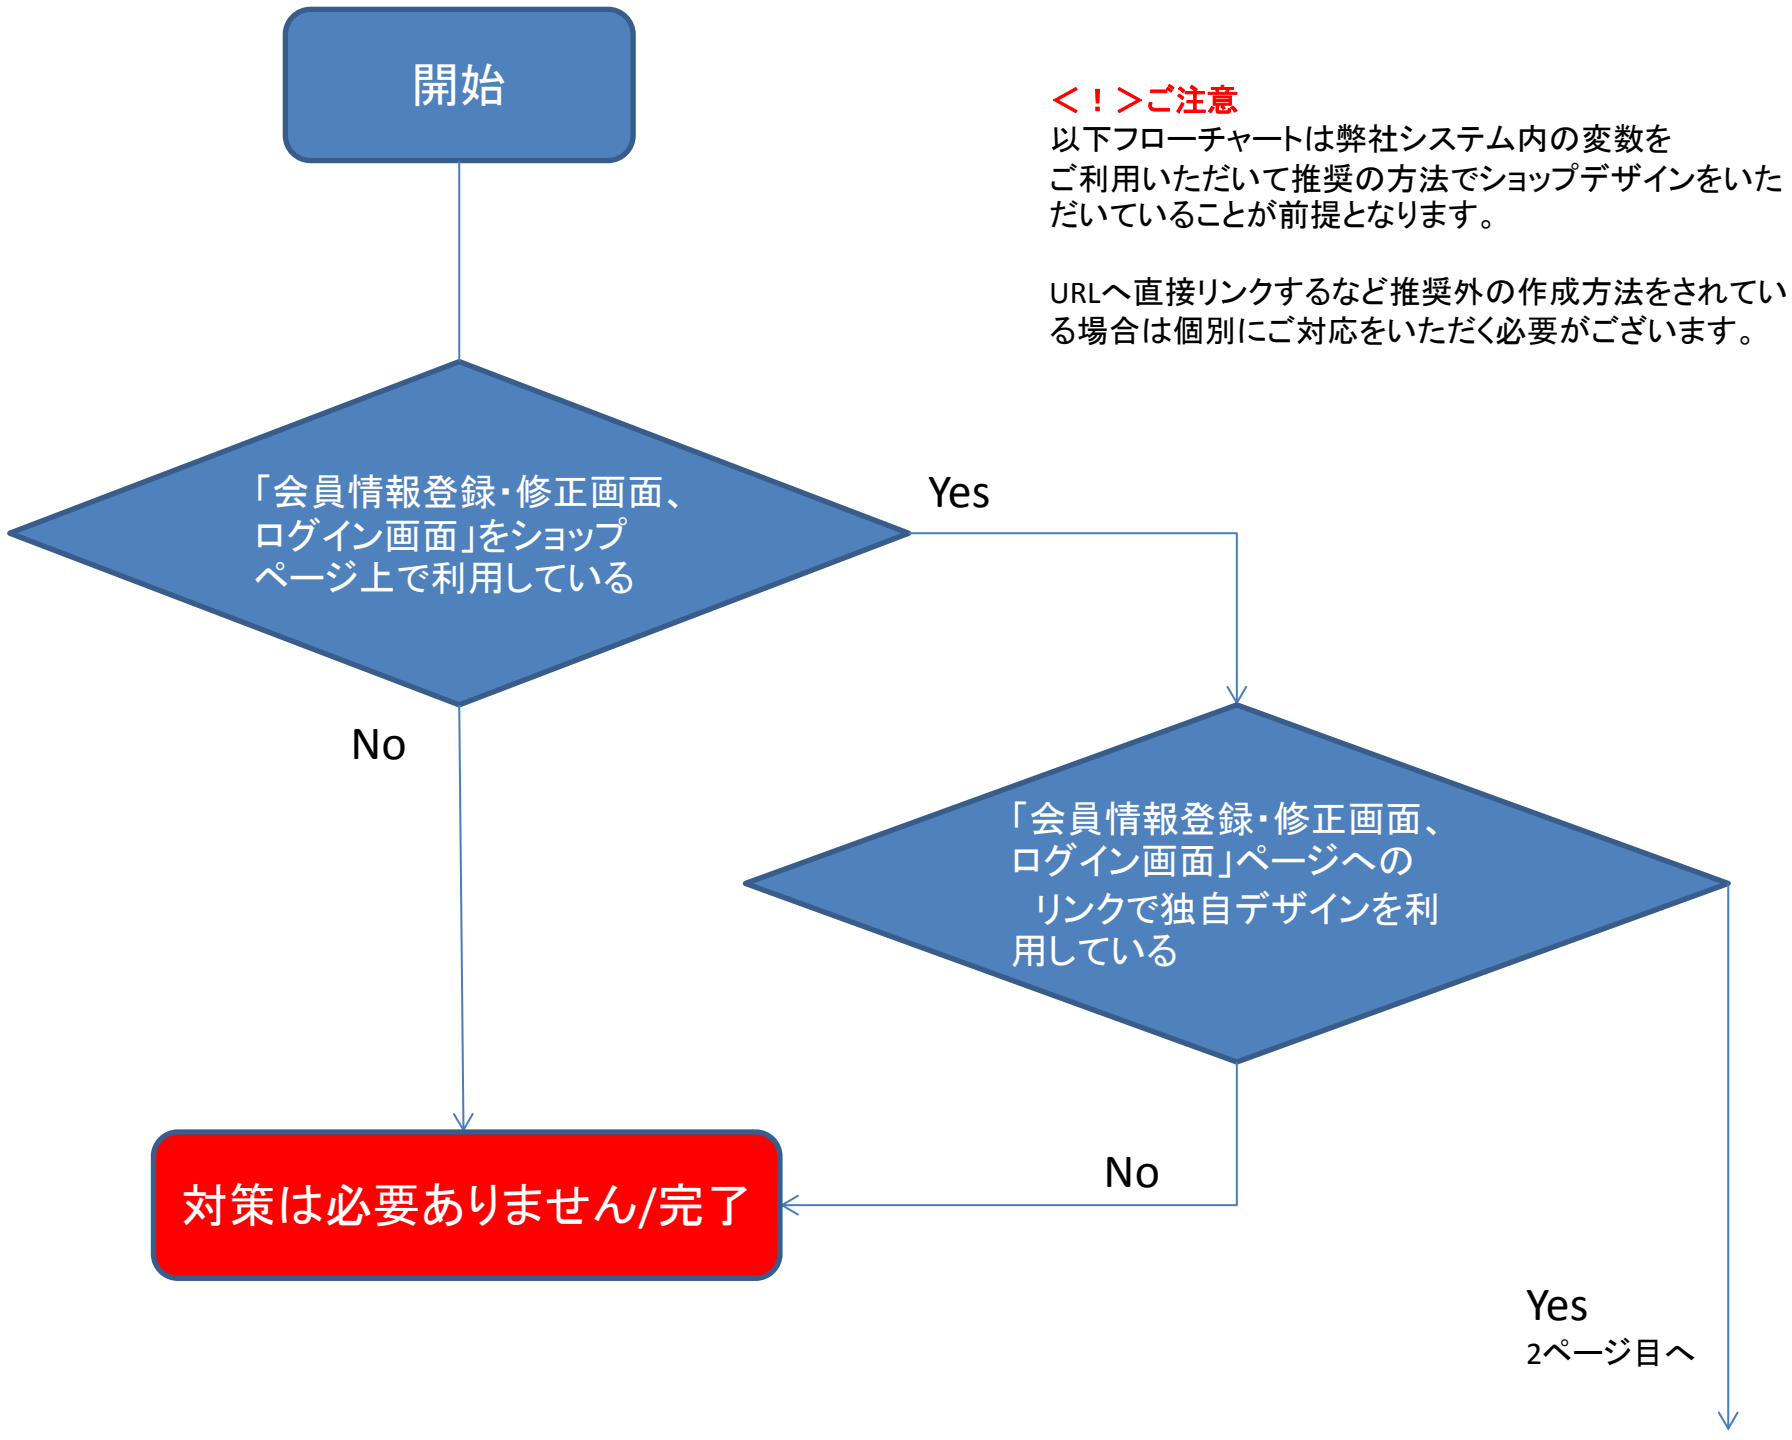 開始
＜！＞ご注意
以下フローチャートは弊社システム内の変数を
ご利用いただいて推奨の方法でショップデザインをいた
だいていることが前提となります。
URLへ直接リンクするなど推奨外の作成方法をされてい
る場合は個別にご対応をいただく必要がございます。
「会員情報登録・修正画面、
ログイン画面」をショップ
ページ上で利用している
Yes
No
「会員情報登録・修正画面、
ログイン画面」ページへの
リンクで独自デザインを利
用している
No
対策は必要ありません/完了
Yes
2ページ目へ